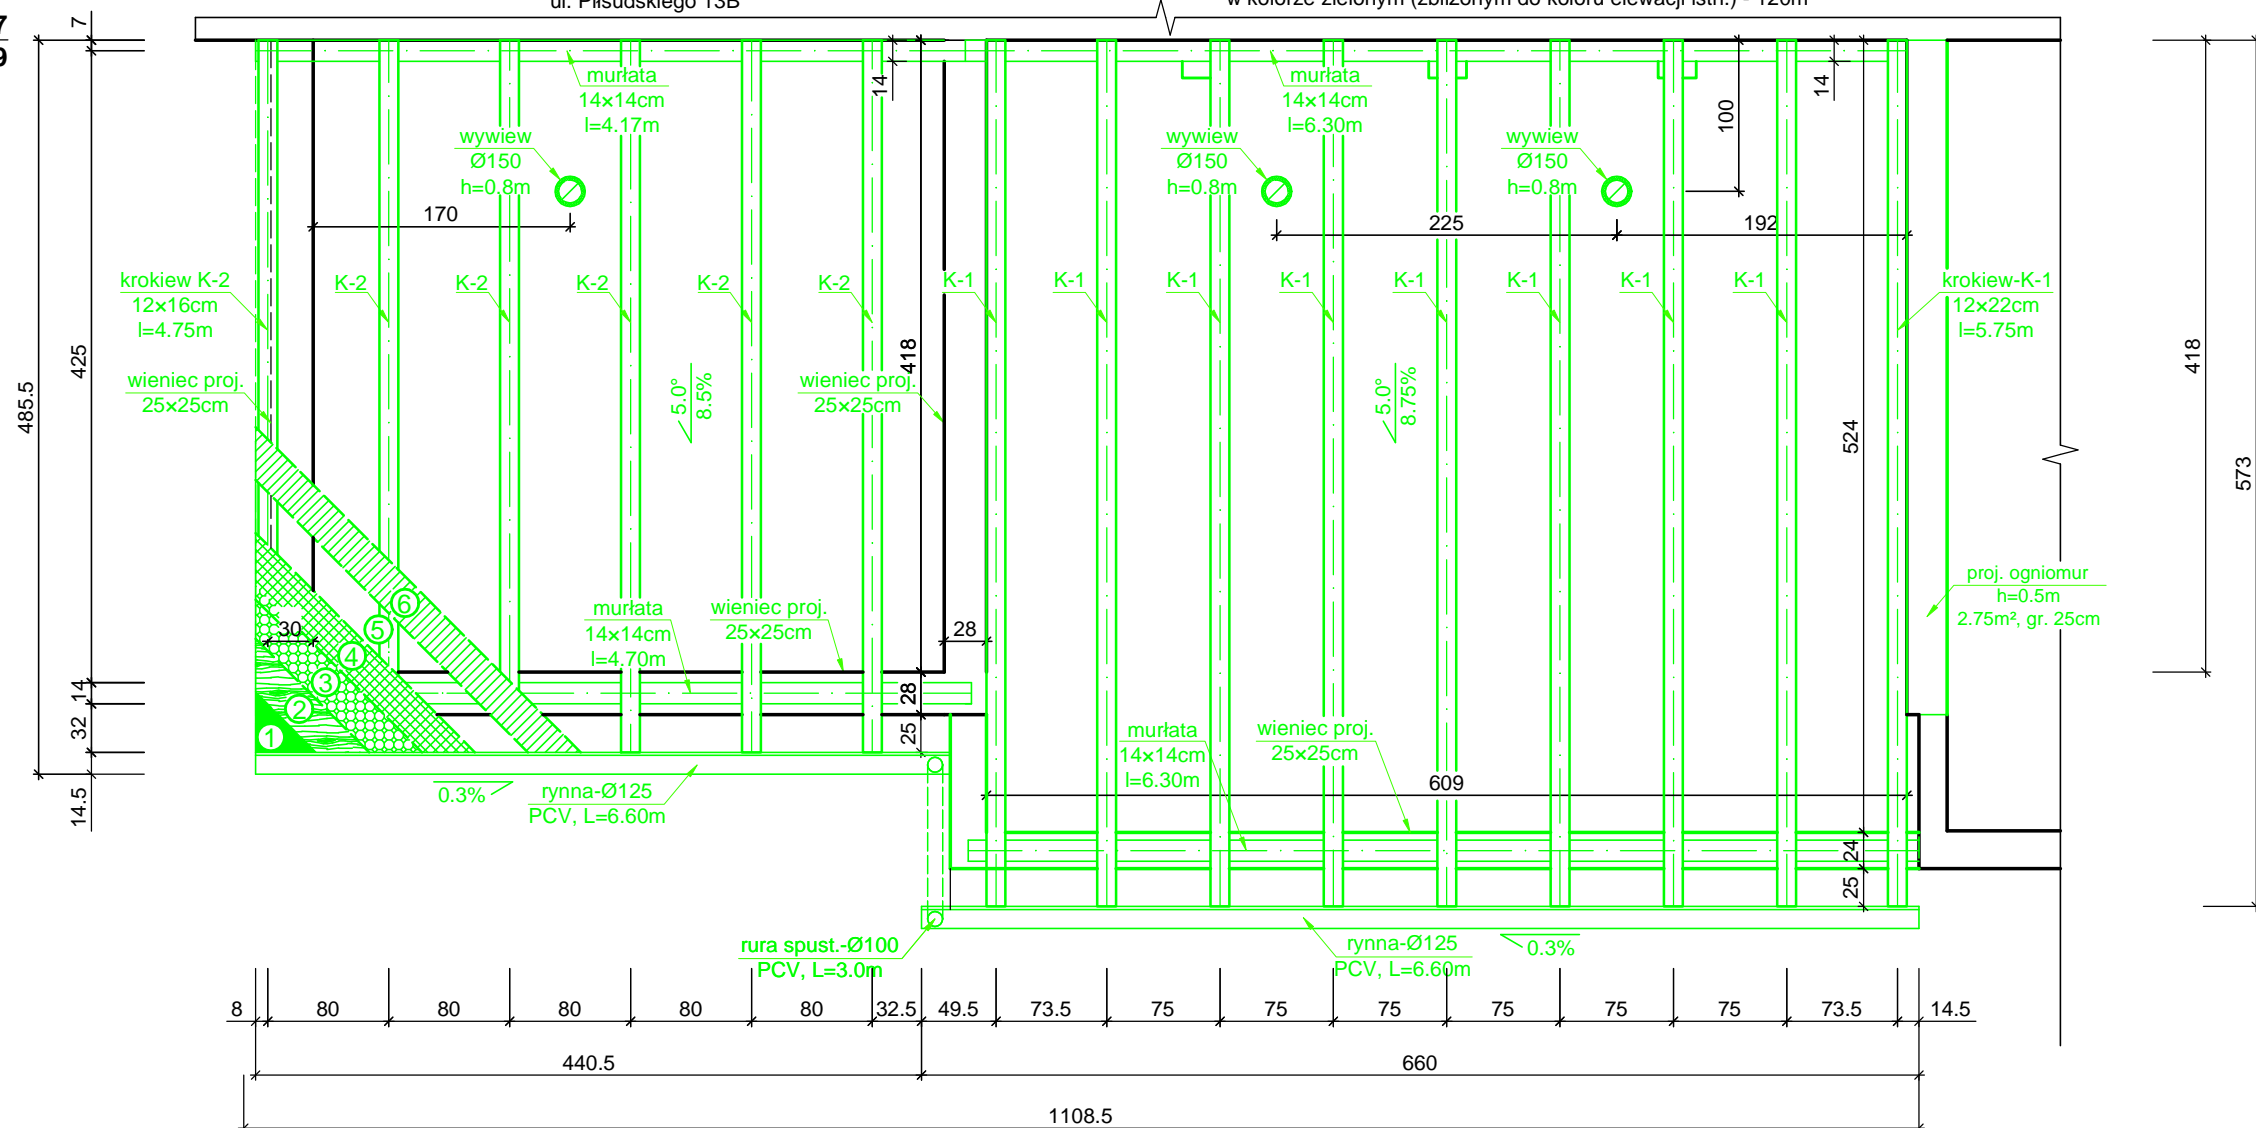 ul. Piłsudskiego 13B
w kolorze zielonym (zbliżonym do koloru elewacji istn.) - 120m
7
9
7
murłata
14×14cm
l=4.17m
14
murłata
14×14cm
l=6.30m
14
100
wywiew
Ø150
h=0.8m
wywiew
Ø150
h=0.8m
wywiew
Ø150
h=0.8m
170
225
192
krokiew K-2
12×16cm
l=4.75m
K-2
K-2
K-2
K-2
K-2
K-1
K-1
K-1
K-1
K-1
K-1
K-1
K-1
krokiew-K-1
12×22cm
l=5.75m
485.5
425
418
418
573
524
wieniec proj.
25×25cm
5.0°
8.5%
wieniec proj.
25×25cm
5.0°
8.75%
proj. ogniomur
h=0.5m
2.75m², gr. 25cm
6
5
4
3
2
1
30
murłata
14×14cm
l=4.70m
wieniec proj.
25×25cm
28
28
25
14
32
14.5
murłata
14×14cm
l=6.30m
wieniec proj.
25×25cm
609
24
25
0.3%
rynna-Ø125
PCV, L=6.60m
rura spust.-Ø100
PCV, L=3.0m
rynna-Ø125
PCV, L=6.60m
0.3%
8 80 80 80 80 80 32.5 49.5 73.5 75 75 75 75 75 75 73.5 14.5
440.5 660
1108.5